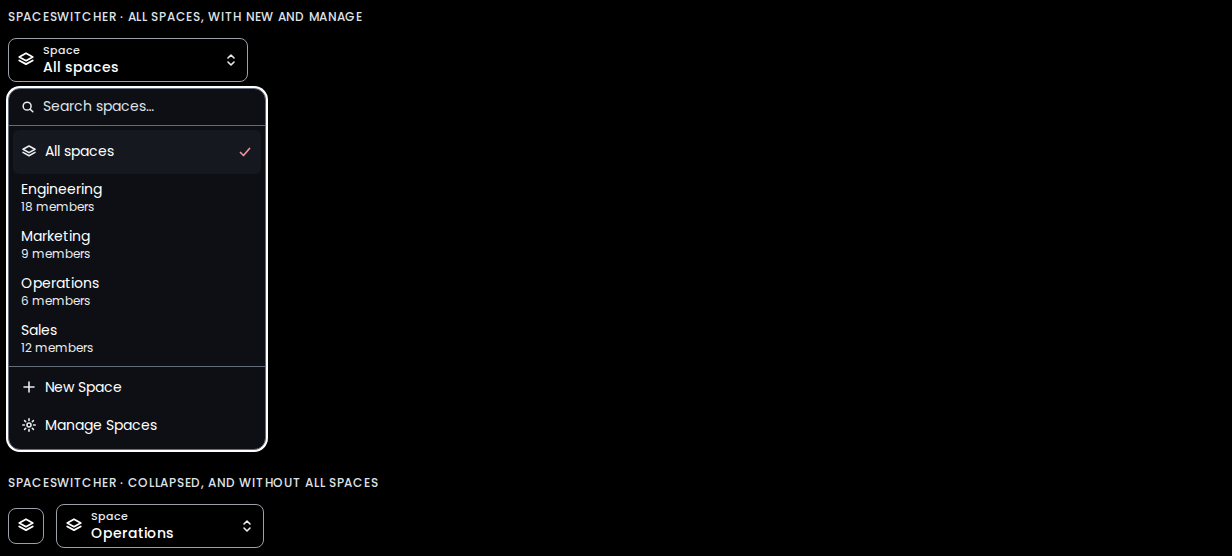 SPACESWITCHER · ALL SPACES, WITH NEW AND MANAGE
Space
All spaces
Search spaces…
All spaces
Engineering
18 members
Marketing
9 members
Operations
6 members
Sales
12 members
New Space
Manage Spaces
SPACESWITCHER · COLLAPSED, AND WITHOUT ALL SPACES
Space
Operations